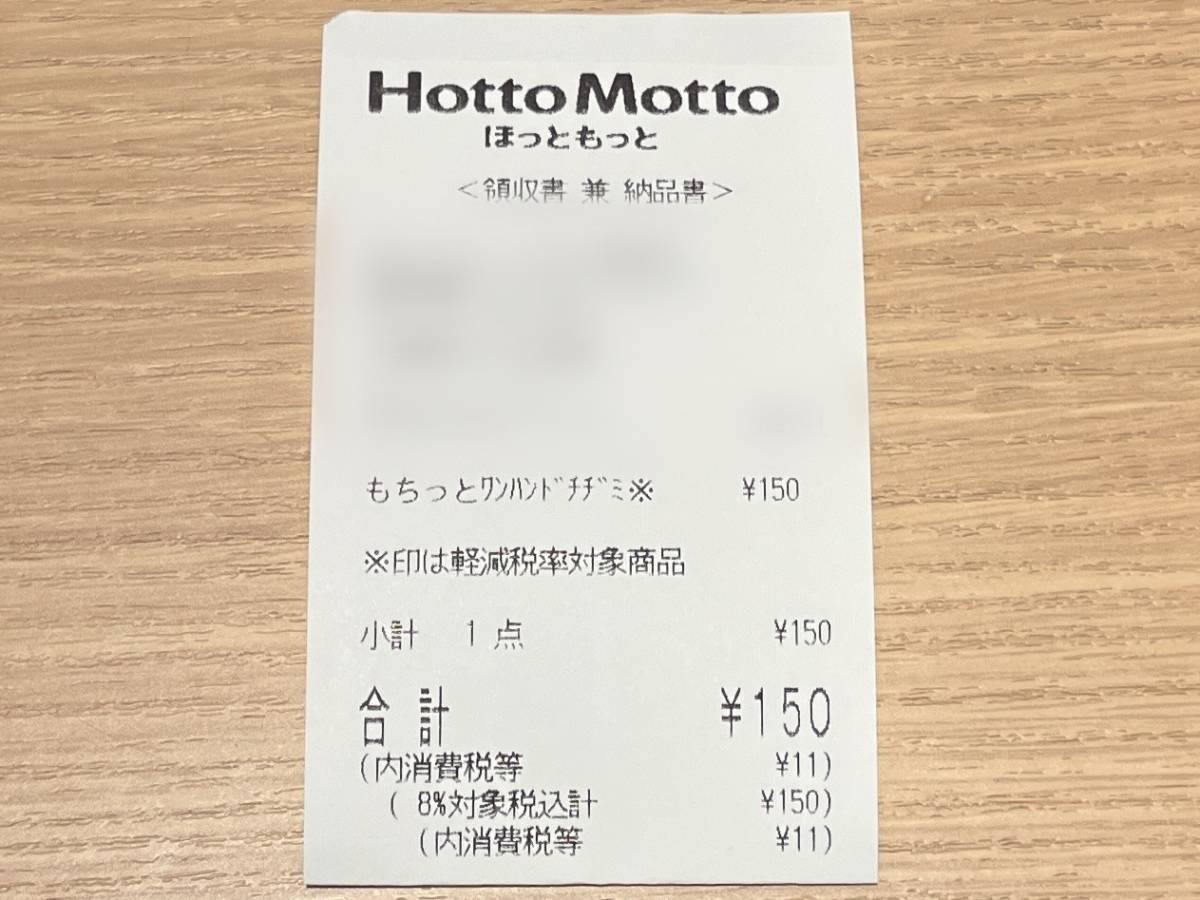 HottoMotto
ほっともっと
＜領収書 兼 納品書＞
もちっとﾜﾝﾊﾝﾄﾞﾁﾁﾞﾐ※ ¥150
※印は軽減税率対象商品
小計 1 点 ¥150
合 計 ¥150
(内消費税等 ¥11)
( 8%対象税込計 ¥150)
(内消費税等 ¥11)